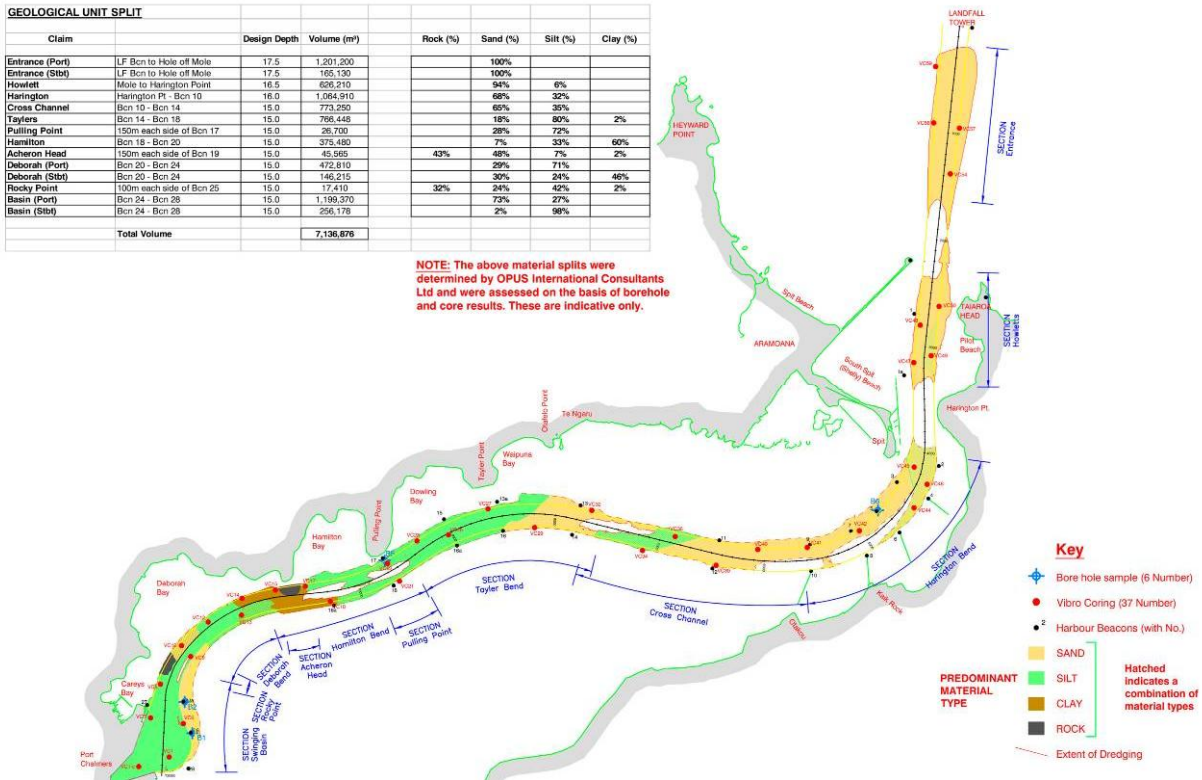 GEOLOGICAL UNIT SPLIT
Claim Design Depth Volume (m³) Rock (%) Sand (%) Silt (%) Clay (%)
Entrance (Port) LF Bcn to Hole off Mole 17.5 1,201,200 100%
Entrance (Stbt) LF Bcn to Hole off Mole 17.5 165,130 100%
Howlett Mole to Harington Point 16.5 626,210 94% 6%
Harington Harington Pt - Bcn 10 16.0 1,064,910 68% 32%
Cross Channel Bcn 10 - Bcn 14 15.0 773,250 65% 35%
Taylers Bcn 14 - Bcn 18 15.0 766,448 18% 80% 2%
Pulling Point 150m each side of Bcn 17 15.0 26,700 28% 72%
Hamilton Bcn 18 - Bcn 20 15.0 375,480 7% 33% 60%
Acheron Head 150m each side of Bcn 19 15.0 45,565 43% 48% 7% 2%
Deborah (Port) Bcn 20 - Bcn 24 15.0 472,810 29% 71%
Deborah (Stbt) Bcn 20 - Bcn 24 15.0 146,215 30% 24% 46%
Rocky Point 100m each side of Bcn 25 15.0 17,410 32% 24% 42% 2%
Basin (Port) Bcn 24 - Bcn 28 15.0 1,199,370 73% 27%
Basin (Stbt) Bcn 24 - Bcn 28 15.0 256,178 2% 98%
Total Volume 7,136,876
NOTE: The above material splits were
determined by OPUS International Consultants
Ltd and were assessed on the basis of borehole
and core results. These are indicative only.
LANDFALL
TOWER
HEYWARD
POINT
SECTION
Entrance
Spit Beach
TAIAROA
HEAD
Pilot
Beach
SECTION
Howletts
ARAMOANA
South Spit
(Shelly) Beach
Harington Pt.
Spit
Otafelo Point
Te Ngaru
Tayler Point
Waipuna
Bay
Dowling
Bay
Pulling Point
Hamilton
Bay
Deborah
Bay
Careys
Bay
Port
Chalmers
SECTION
Harington Bend
Kaik Rock
Otakou
SECTION
Cross Channel
SECTION
Tayler Bend
SECTION
Pulling Point
SECTION
Hamilton Bend
SECTION
Acheron
Head
SECTION
Deborah
Bend
SECTION
Rocky
Point
SECTION
Swinging
Basin
Key
Bore hole sample (6 Number)
Vibro Coring (37 Number)
2 Harbour Beacons (with No.)
PREDOMINANT
MATERIAL
TYPE
SAND
SILT
CLAY
ROCK
Hatched
indicates a
combination of
material types
Extent of Dredging